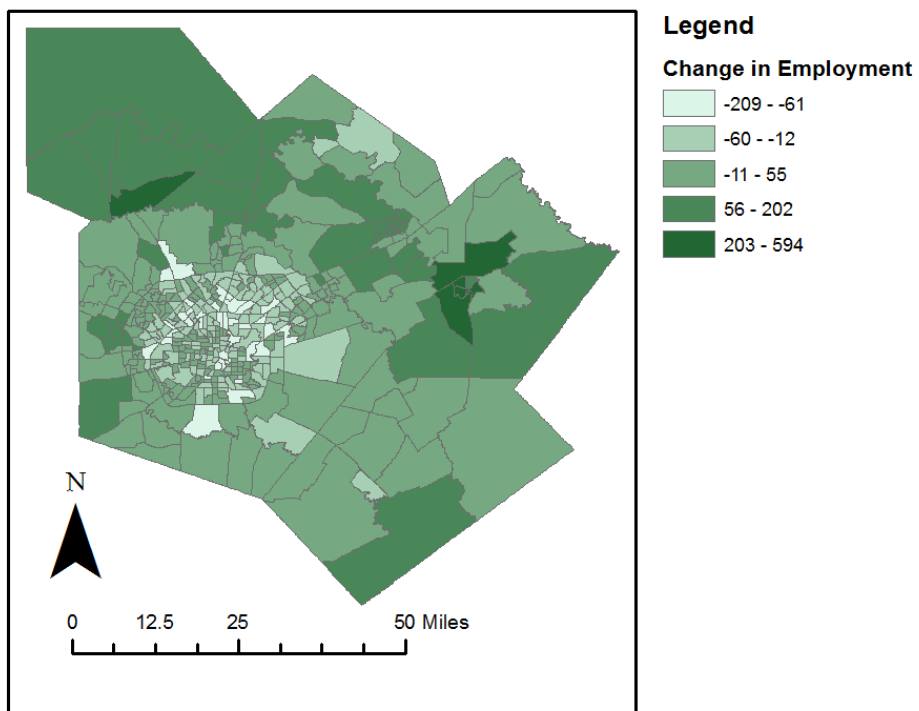 Legend
Change in Employment
-209 - -61
-60 - -12
-11 - 55
56 - 202
203 - 594
N
0 12.5 25 50 Miles